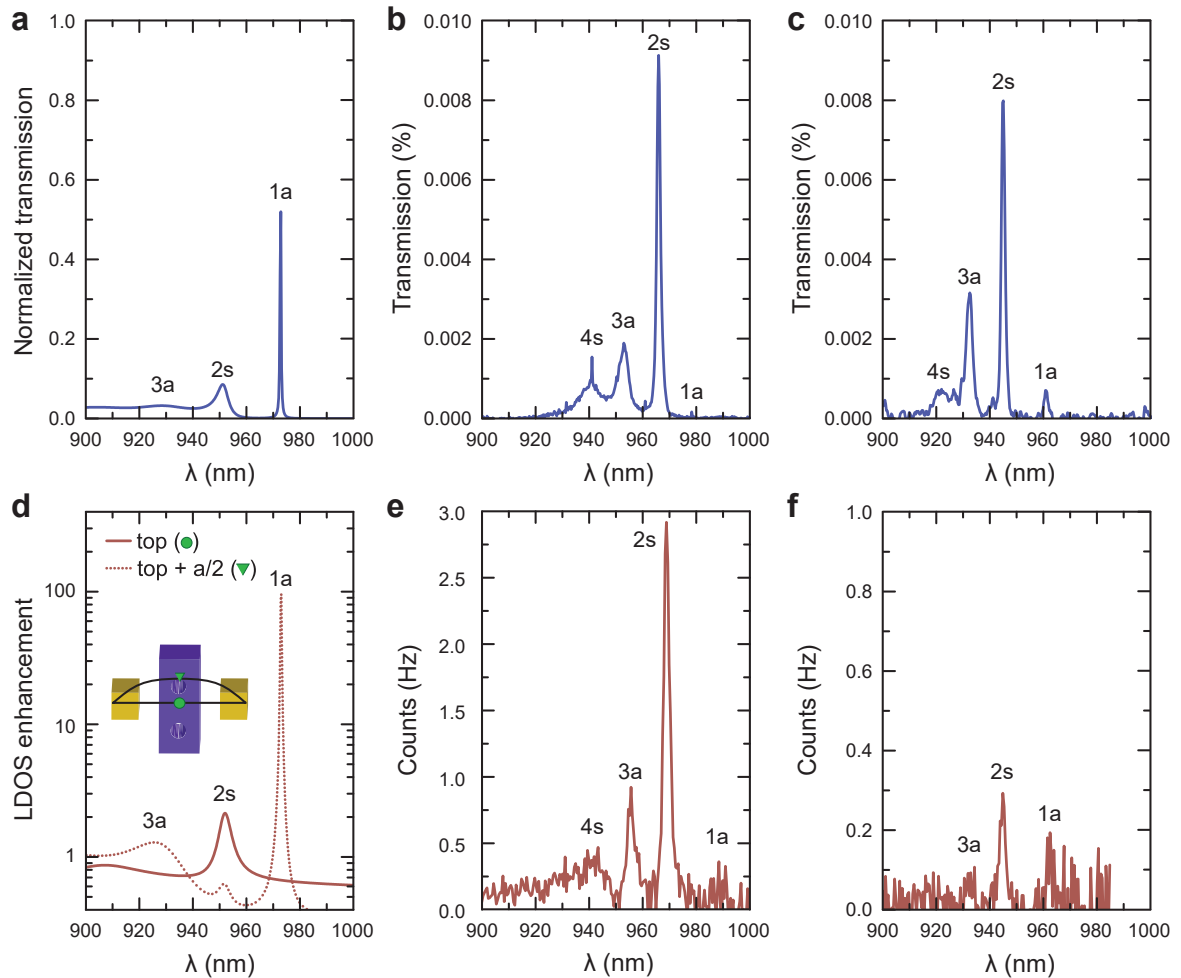 a
1.0
0.8
0.6
0.4
0.2
0.0
Normalized transmission
1a
2s
3a
900 920 940 960 980 1000
λ (nm)
b
0.010
0.008
0.006
0.004
0.002
0.000
Transmission (%)
2s
4s
3a
1a
900 920 940 960 980 1000
λ (nm)
c
0.010
0.008
0.006
0.004
0.002
0.000
Transmission (%)
2s
3a
4s
1a
900 920 940 960 980 1000
λ (nm)
d
top (●)
top + a/2 (▼)
1a
100
10
1
LDOS enhancement
2s
3a
900 920 940 960 980 1000
λ (nm)
e
3.0
2.5
2.0
1.5
1.0
0.5
0.0
Counts (Hz)
2s
3a
4s
1a
900 920 940 960 980 1000
λ (nm)
f
1.0
0.8
0.6
0.4
0.2
0.0
Counts (Hz)
2s
1a
3a
900 920 940 960 980 1000
λ (nm)